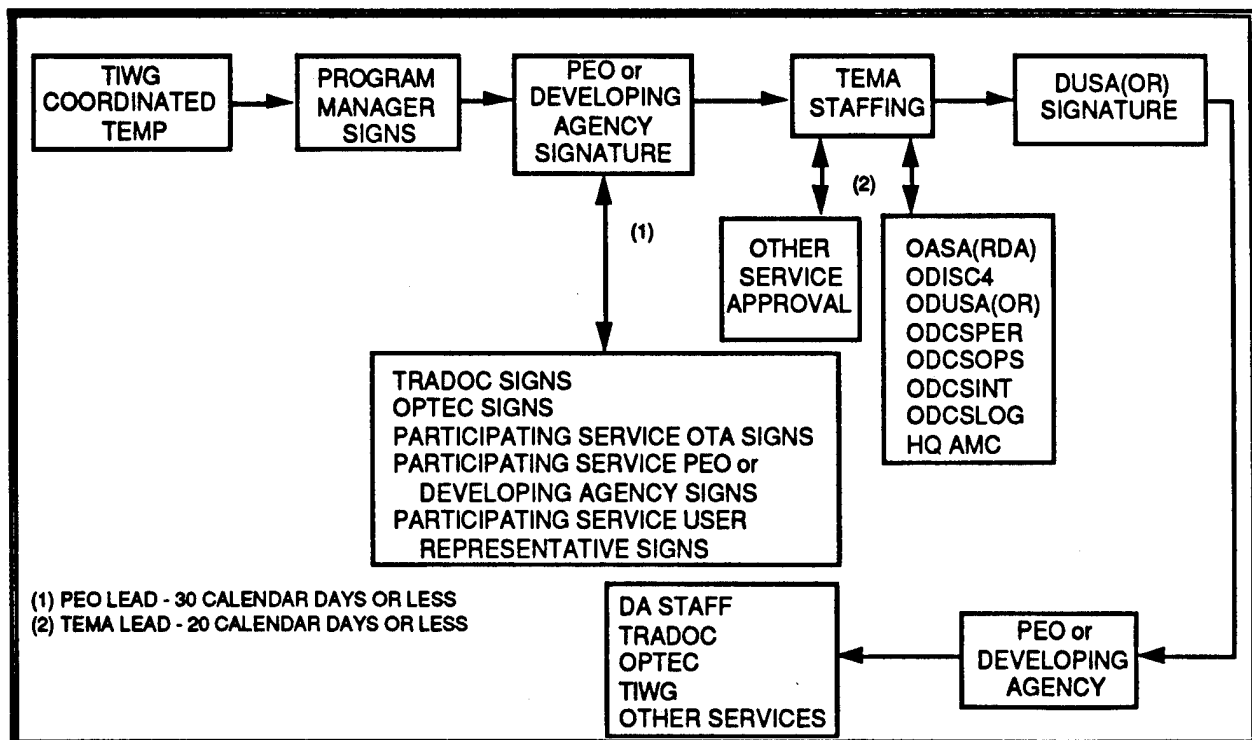 TIWG
COORDINATED
TEMP
PROGRAM
MANAGER
SIGNS
PEO or
DEVELOPING
AGENCY
SIGNATURE
TEMA
STAFFING
DUSA(OR)
SIGNATURE
(1)
(2)
OTHER
SERVICE
APPROVAL
OASA(RDA)
ODISC4
ODUSA(OR)
ODCSPER
ODCSOPS
ODCSINT
ODCSLOG
HQ AMC
TRADOC SIGNS
OPTEC SIGNS
PARTICIPATING SERVICE OTA SIGNS
PARTICIPATING SERVICE PEO or
DEVELOPING AGENCY SIGNS
PARTICIPATING SERVICE USER
REPRESENTATIVE SIGNS
(1) PEO LEAD - 30 CALENDAR DAYS OR LESS
(2) TEMA LEAD - 20 CALENDAR DAYS OR LESS
DA STAFF
TRADOC
OPTEC
TIWG
OTHER SERVICES
PEO or
DEVELOPING
AGENCY